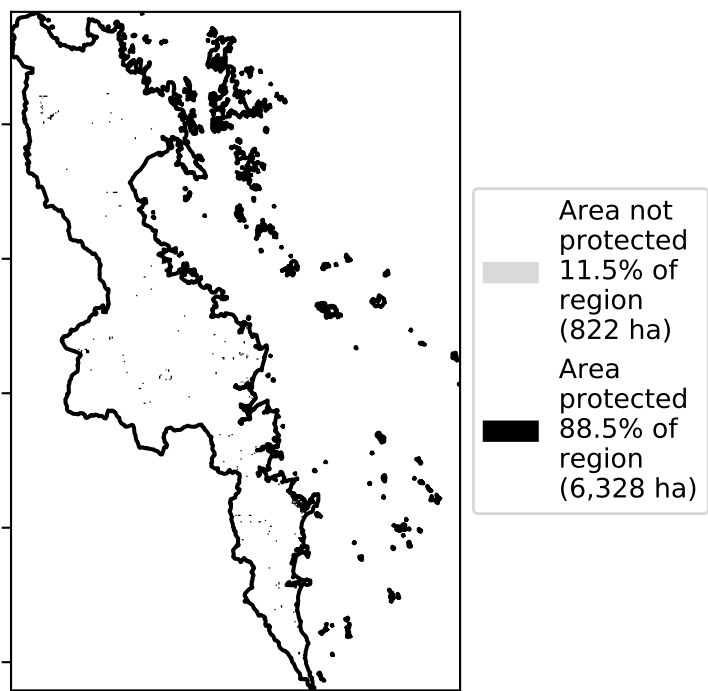 Area not
protected
11.5% of
region
(822 ha)
Area
protected
88.5% of
region
(6,328 ha)